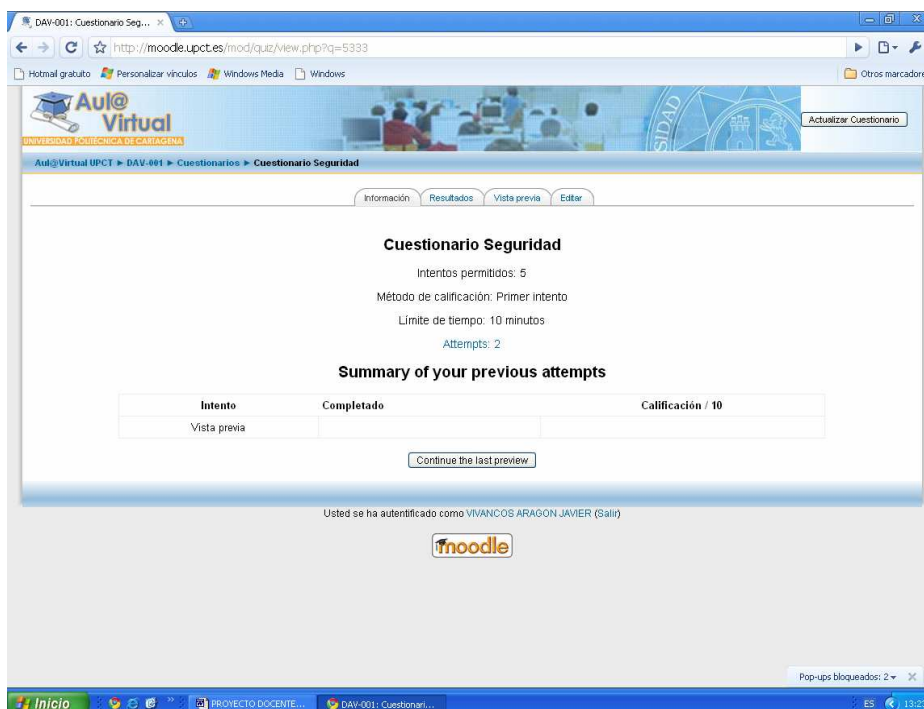 DAV-001: Cuestionario Seg...
http://moodle.upct.es/mod/quiz/view.php?q=5333
Hotmail gratuito Personalizar vínculos Windows Media Windows Otros marcadore
Aul@
Virtual
UNIVERSIDAD POLITÉCNICA DE CARTAGENA
SIDAD
Actualizar Cuestionario
Aul@Virtual UPCT ► DAV-001 ► Cuestionarios ► Cuestionario Seguridad
Información Resultados Vista previa Editar
Cuestionario Seguridad
Intentos permitidos: 5
Método de calificación: Primer intento
Límite de tiempo: 10 minutos
Attempts: 2
Summary of your previous attempts
Intento Completado Calificación / 10
Vista previa
Continue the last preview
Usted se ha autentificado como VIVANCOS ARAGON JAVIER (Salir)
moodle
Pop-ups bloqueados: 2
Inicio PROYECTO DOCENTE... DAV-001: Cuestionari... ES 13:2